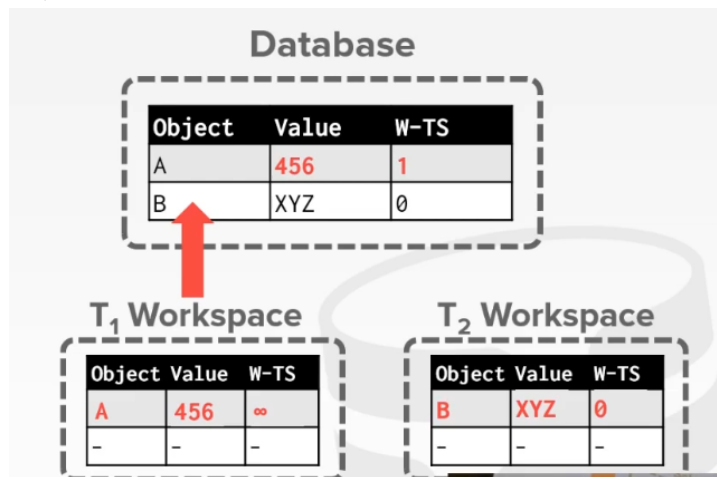 Database
Object Value W-TS
A 456 1
B XYZ 0
T₁ Workspace
Object Value W-TS
A 456 ∞
- - -
T₂ Workspace
Object Value W-TS
B XYZ 0
- - -